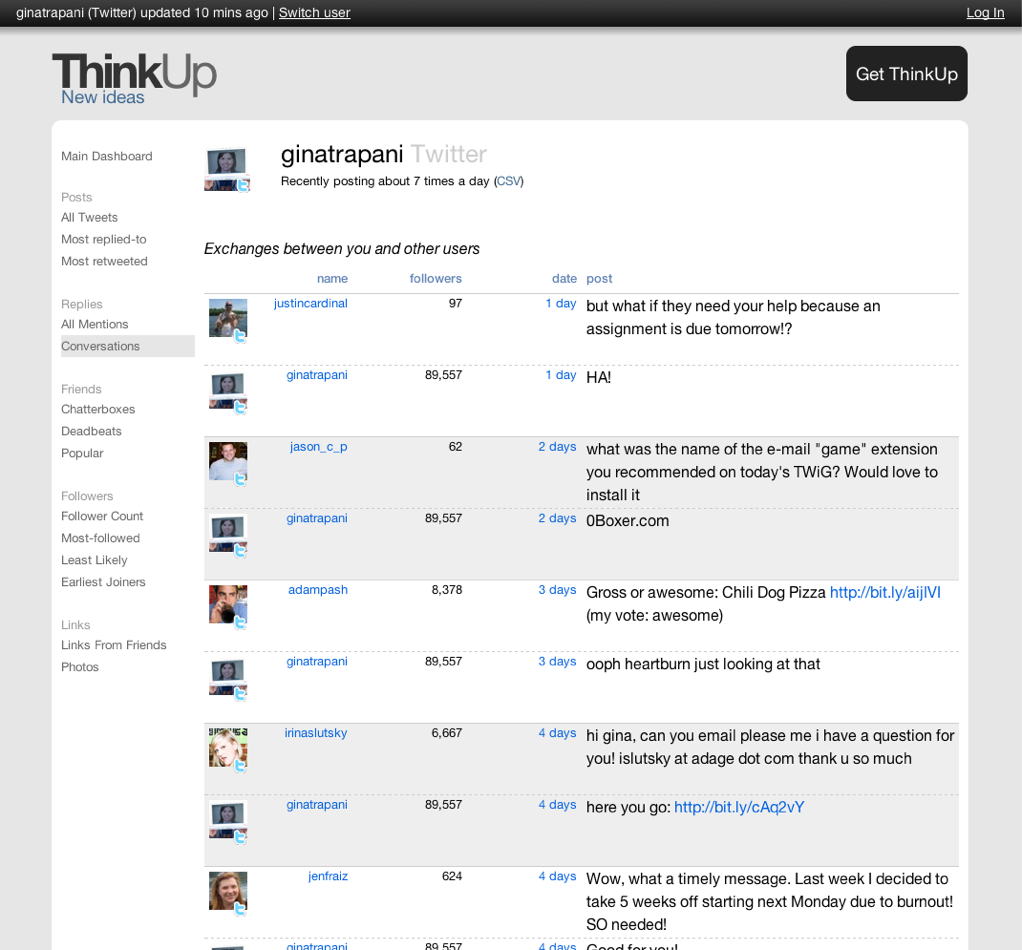 ginatrapani (Twitter) updated 10 mins ago | Switch user
Log In
ThinkUp
New ideas
Get ThinkUp
Main Dashboard
Posts
All Tweets
Most replied-to
Most retweeted
Replies
All Mentions
Conversations
Friends
Chatterboxes
Deadbeats
Popular
Followers
Follower Count
Most-followed
Least Likely
Earliest Joiners
Links
Links From Friends
Photos
ginatrapani Twitter
Recently posting about 7 times a day (CSV)
Exchanges between you and other users
name followers date post
justincardinal 97 1 day but what if they need your help because an
assignment is due tomorrow!?
ginatrapani 89,557 1 day HA!
jason_c_p 62 2 days what was the name of the e-mail "game" extension
you recommended on today's TWiG? Would love to
install it
ginatrapani 89,557 2 days 0Boxer.com
adampash 8,378 3 days Gross or awesome: Chili Dog Pizza http://bit.ly/aijlVI
(my vote: awesome)
ginatrapani 89,557 3 days ooph heartburn just looking at that
irinaslutsky 6,667 4 days hi gina, can you email please me i have a question for
you! islutsky at adage dot com thank u so much
ginatrapani 89,557 4 days here you go: http://bit.ly/cAq2vY
jenfraiz 624 4 days Wow, what a timely message. Last week I decided to
take 5 weeks off starting next Monday due to burnout!
SO needed!
ginatrapani 89,557 4 days Good for you!